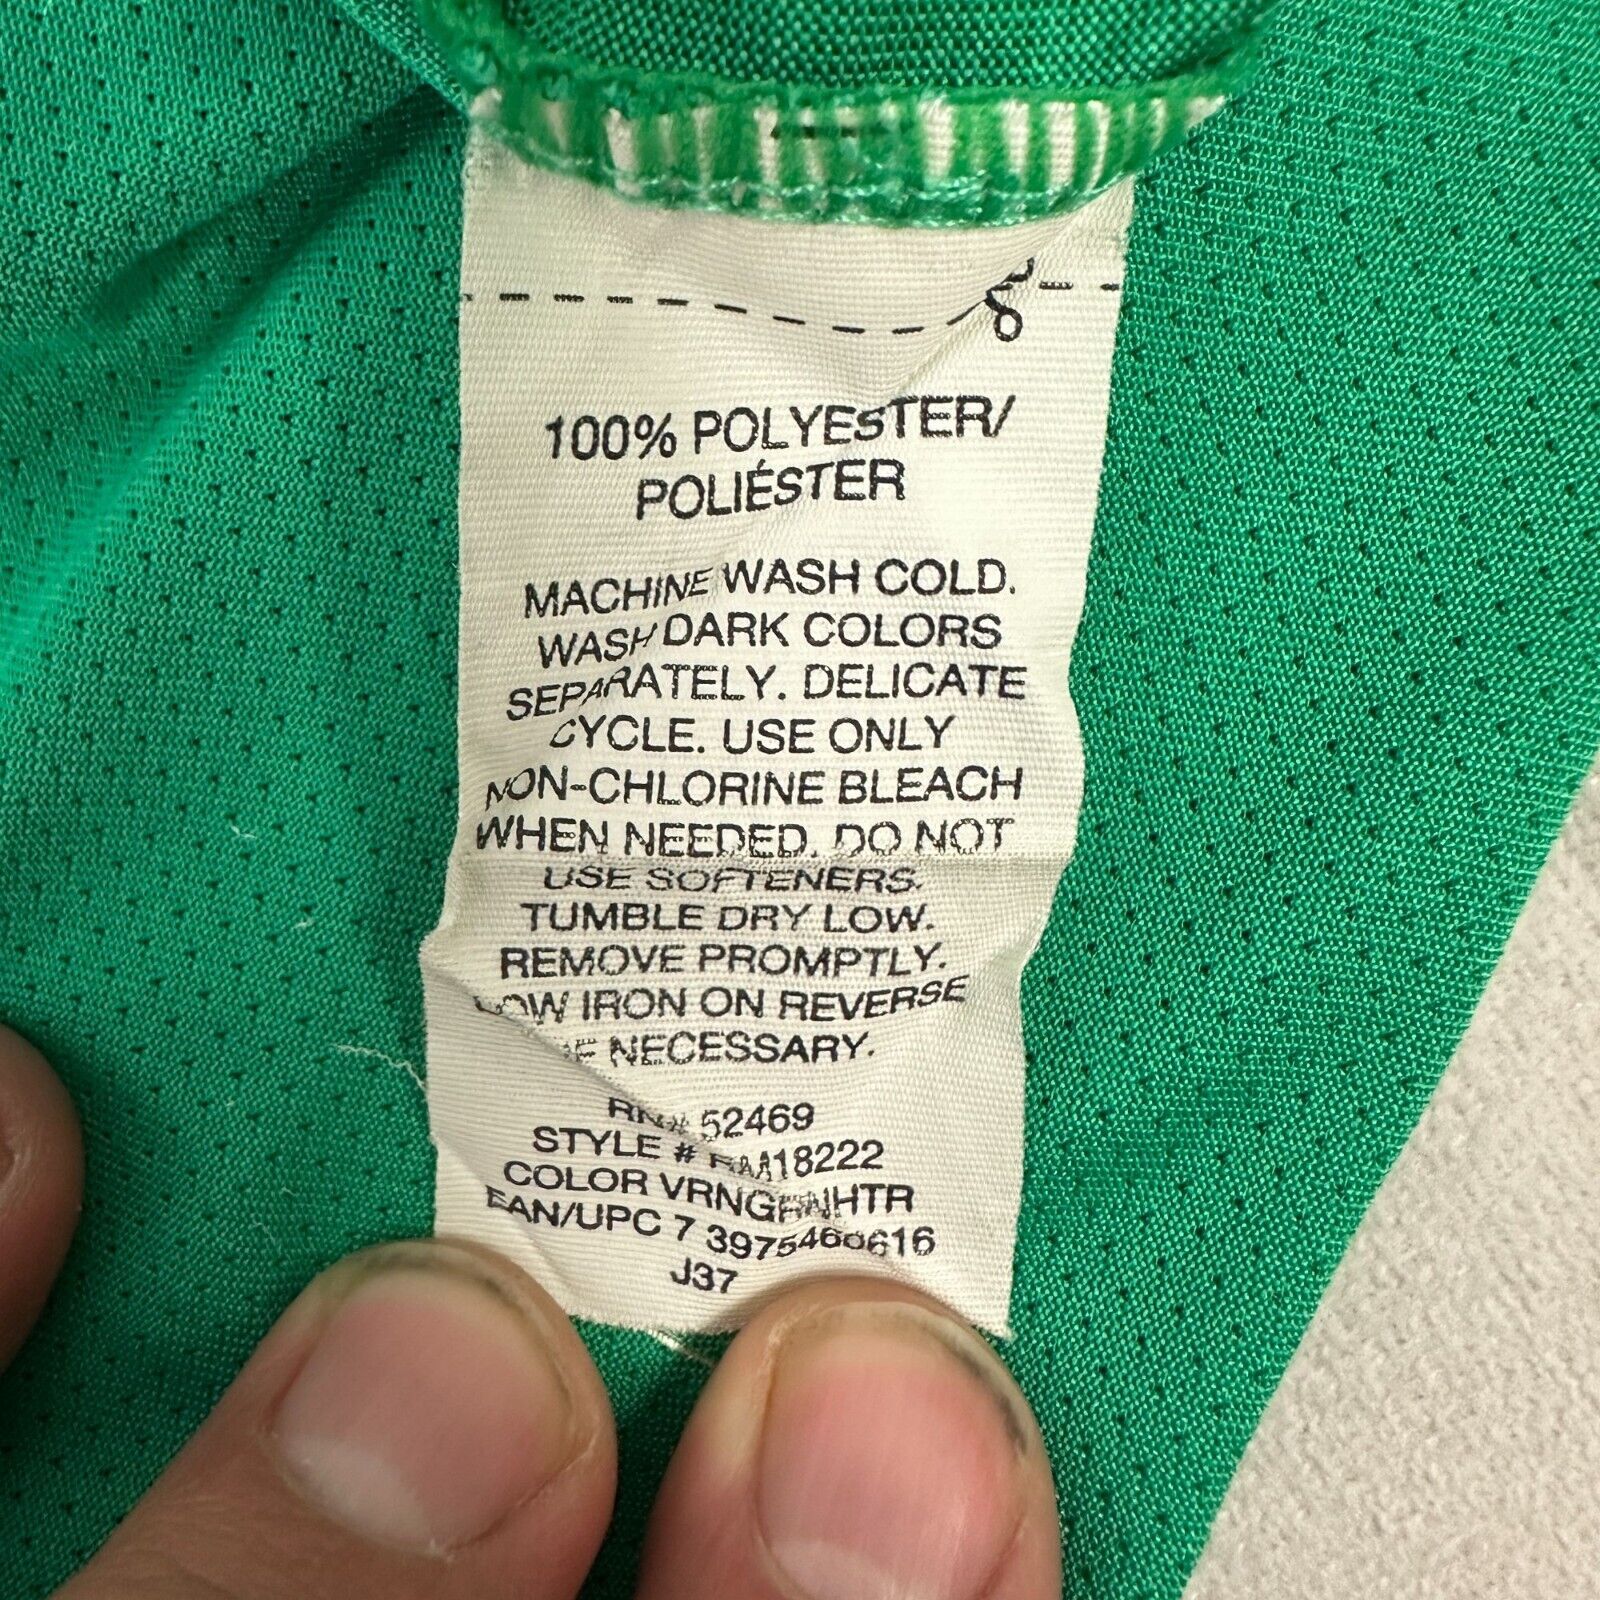 100% POLYESTER/
POLIÉSTER
MACHINE WASH COLD.
WASH DARK COLORS
SEPARATELY. DELICATE
CYCLE. USE ONLY
NON-CHLORINE BLEACH
WHEN NEEDED. DO NOT
USE SOFTENERS.
TUMBLE DRY LOW.
REMOVE PROMPTLY.
LOW IRON ON REVERSE
NECESSARY.
RN# 52469
STYLE #
COLOR
EAN/UPC 7
J37